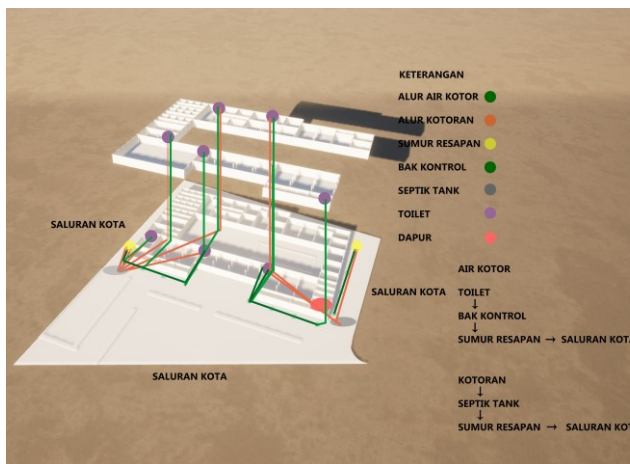 KETERANGAN
ALUR AIR KOTOR
ALUR KOTORAN
SUMUR RESAPAN
BAK KONTROL
SEPTIK TANK
TOILET
DAPUR
SALURAN KOTA
SALURAN KOTA
SALURAN KOTA
AIR KOTOR
TOILET
↓
BAK KONTROL
↓
SUMUR RESAPAN → SALURAN KOTA
KOTORAN
↓
SEPTIK TANK
↓
SUMUR RESAPAN → SALURAN KOT